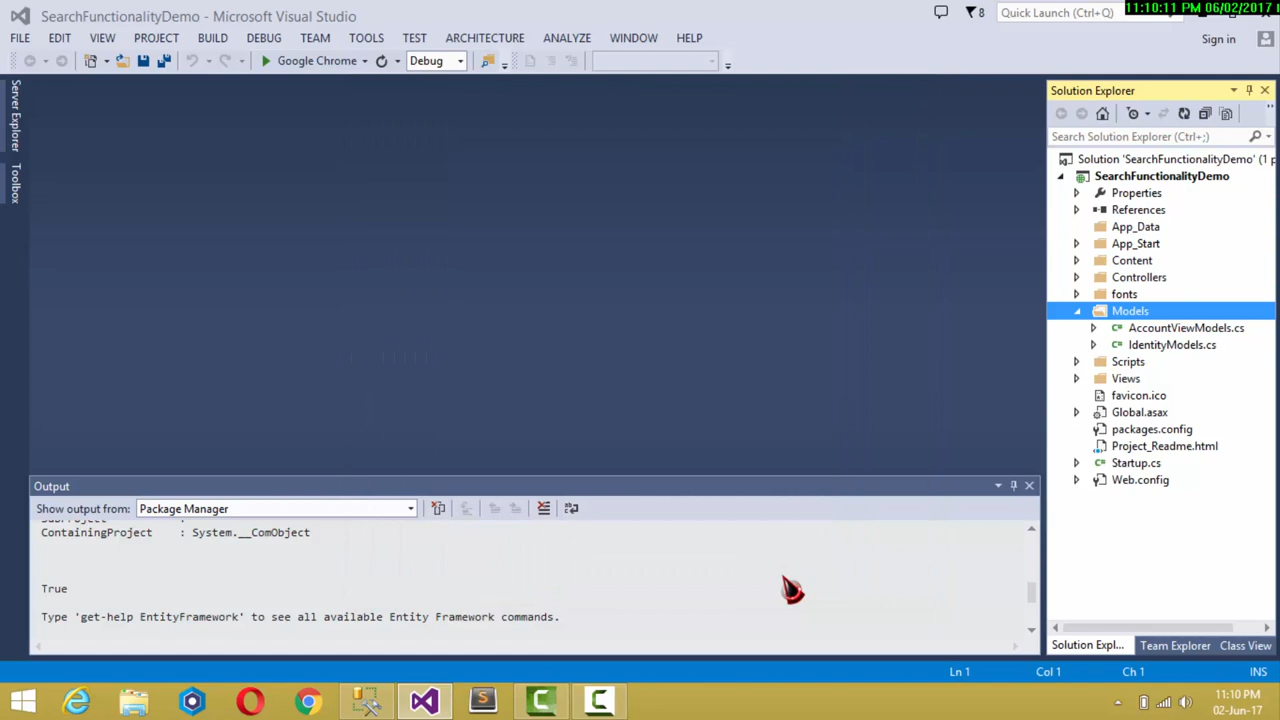 11:10:11 PM 06/02/2017
SearchFunctionalityDemo - Microsoft Visual Studio
8
Quick Launch (Ctrl+Q)
FILE EDIT VIEW PROJECT BUILD DEBUG TEAM TOOLS TEST ARCHITECTURE ANALYZE WINDOW HELP
Sign in
Google Chrome
Debug
Server Explorer
Toolbox
Solution Explorer
Search Solution Explorer (Ctrl+;)
Solution 'SearchFunctionalityDemo' (1 p
SearchFunctionalityDemo
Properties
References
App_Data
App_Start
Content
Controllers
fonts
Models
AccountViewModels.cs
IdentityModels.cs
Scripts
Views
favicon.ico
Global.asax
packages.config
Project_Readme.html
Startup.cs
Web.config
Output
Show output from: Package Manager
ContainingProject : System.__ComObject
True
Type 'get-help EntityFramework' to see all available Entity Framework commands.
Solution Expl... Team Explorer Class View
Ln 1 Col 1 Ch 1 INS
11:10 PM
02-Jun-17